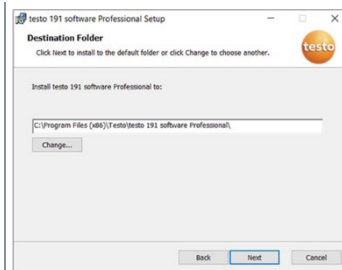 testo 191 software Professional Setup
Destination Folder
Click Next to install to the default folder or click Change to choose another.
testo
Install testo 191 software Professional to:
C:\Program Files (x86)\Testo\testo 191 software Professional\
Change...
Back Next Cancel